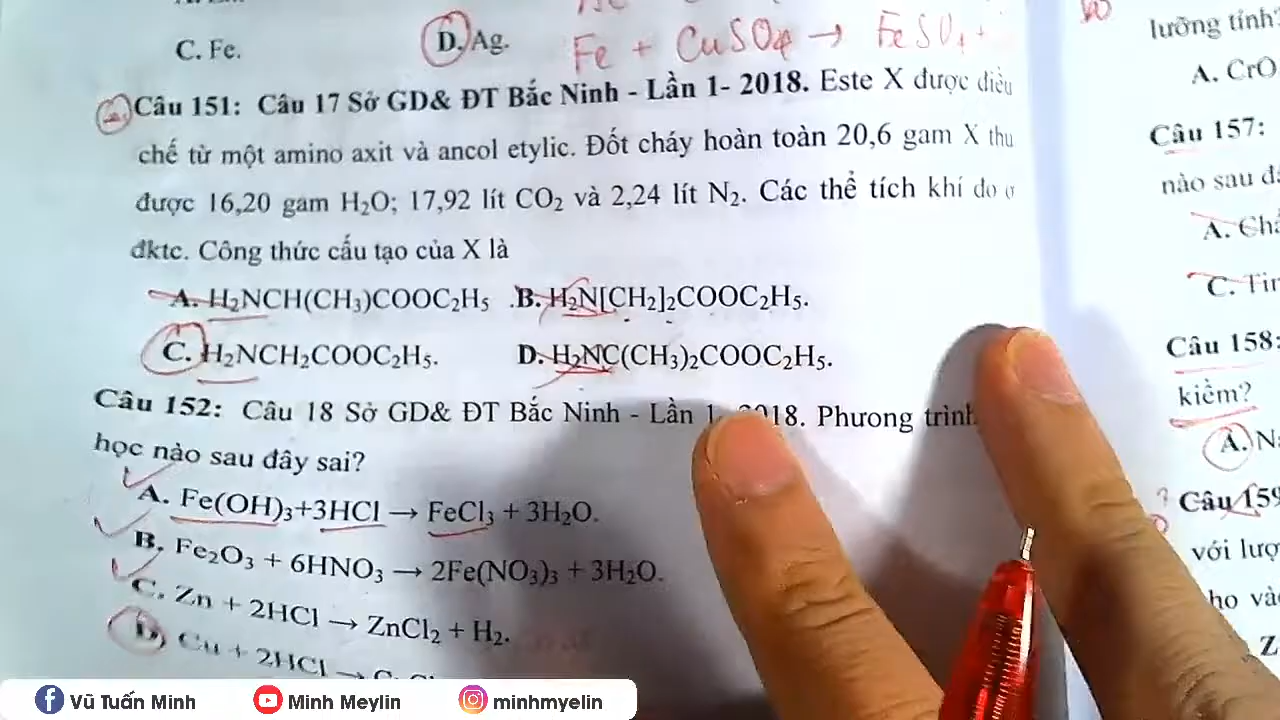 C. Fe.
D. Ag.
Fe + CuSO₄ → FeSO₄ +
Câu 151: Câu 17 Sở GD& ĐT Bắc Ninh - Lần 1- 2018. Este X được điều
chế từ một amino axit và ancol etylic. Đốt cháy hoàn toàn 20,6 gam X thu
được 16,20 gam H₂O; 17,92 lít CO₂ và 2,24 lít N₂. Các thể tích khí đo ở
đktc. Công thức cấu tạo của X là
A. H₂NCH(CH₃)COOC₂H₅ .B. H₂N[CH₂]₂COOC₂H₅.
C. H₂NCH₂COOC₂H₅. D. H₂NC(CH₃)₂COOC₂H₅.
Câu 152: Câu 18 Sở GD& ĐT Bắc Ninh - Lần 1- 2018. Phương trình
học nào sau đây sai?
A. Fe(OH)₃+3HCl → FeCl₃ + 3H₂O.
B. Fe₂O₃ + 6HNO₃ → 2Fe(NO₃)₃ + 3H₂O.
C. Zn + 2HCl → ZnCl₂ + H₂.
D. Cu + 2HCl →
lưỡng tính
A. CrO
Câu 157:
nào sau
A.
C.
Câu 158:
kiềm?
A. N
? Câu 159
với
Z
Vũ Tuấn Minh
Minh Meylin
minhmyelin